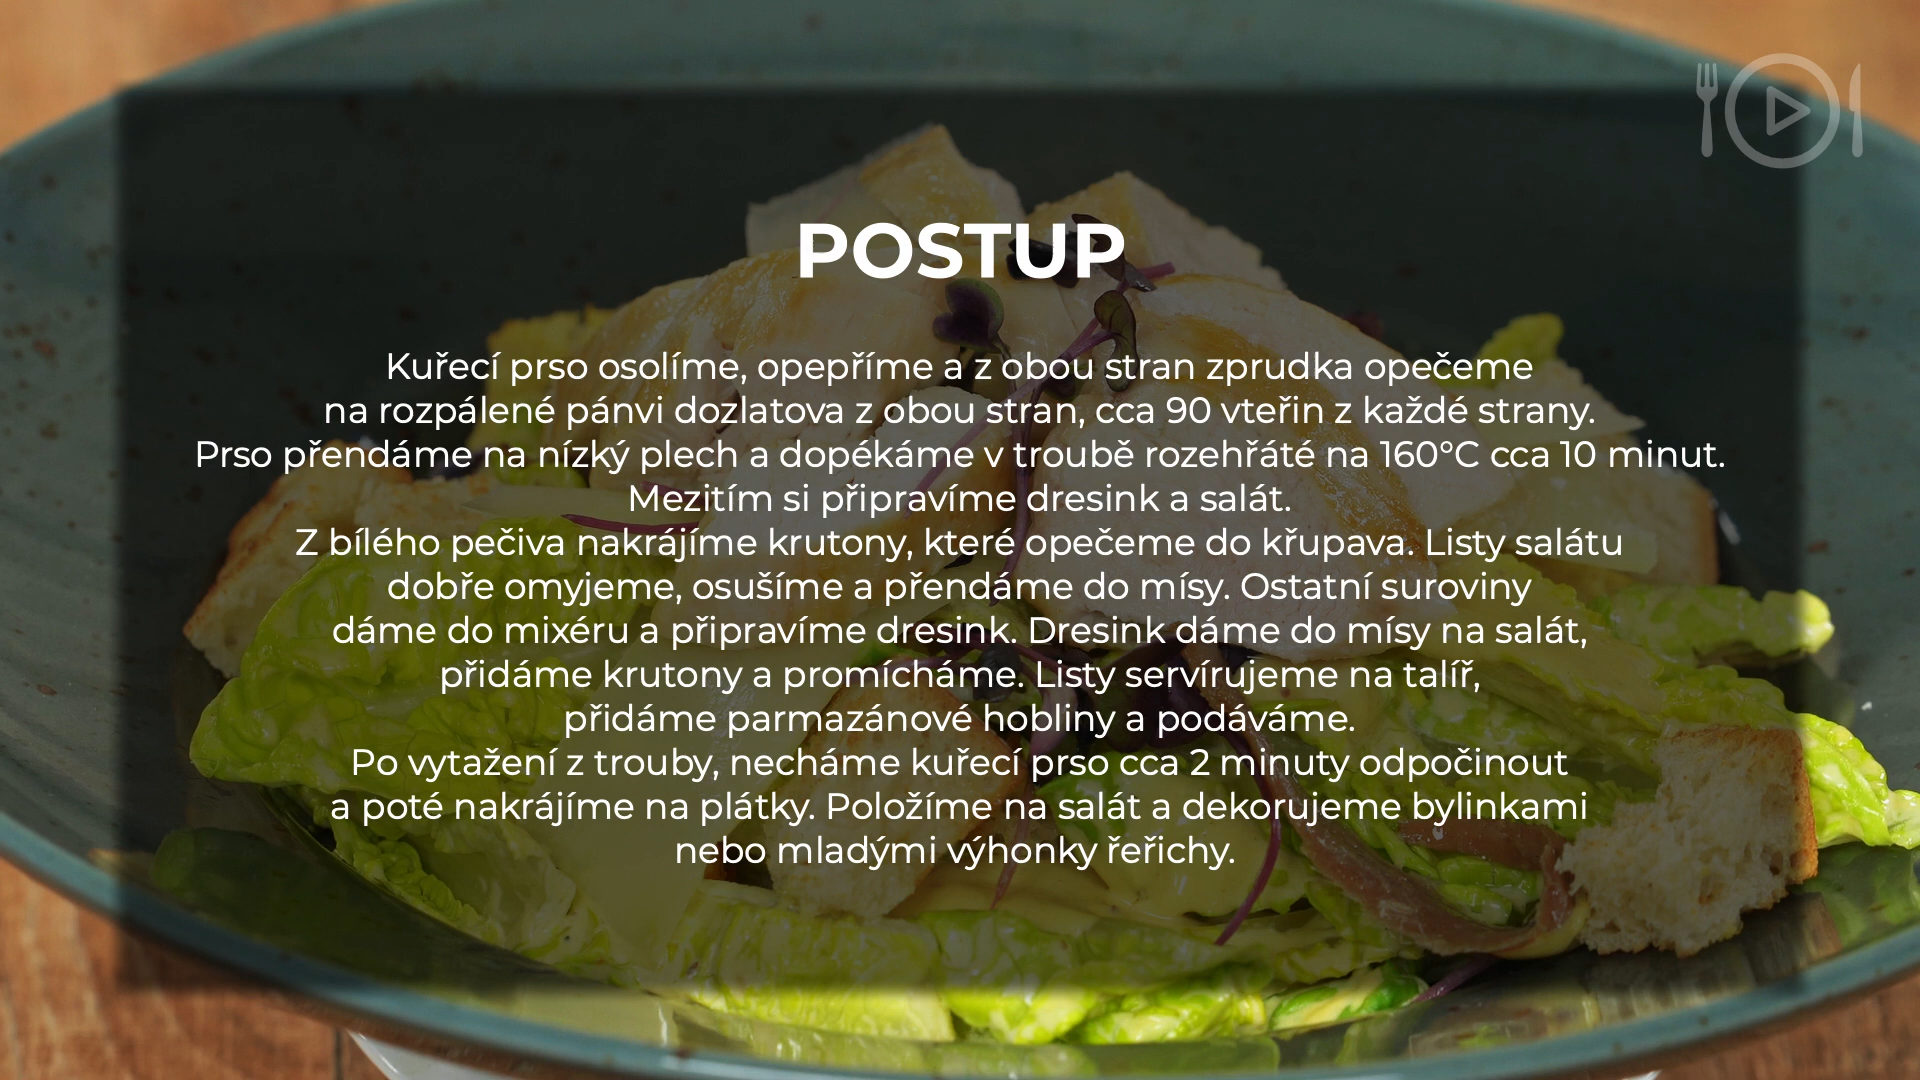 POSTUP
Kuřecí prso osolíme, opepříme a z obou stran zprudka opečeme
na rozpálené pánvi dozlatova z obou stran, cca 90 vteřin z každé strany.
Prso přendáme na nízký plech a dopékáme v troubě rozehřáté na 160°C cca 10 minut.
Mezitím si připravíme dresink a salát.
Z bílého pečiva nakrájíme krutony, které opečeme do křupava. Listy salátu
dobře omyjeme, osušíme a přendáme do mísy. Ostatní suroviny
dáme do mixéru a připravíme dresink. Dresink dáme do mísy na salát,
přidáme krutony a promícháme. Listy servírujeme na talíř,
přidáme parmazánové hobliny a podáváme.
Po vytažení z trouby, necháme kuřecí prso cca 2 minuty odpočinout
a poté nakrájíme na plátky. Položíme na salát a dekorujeme bylinkami
nebo mladými výhonky řeřichy.